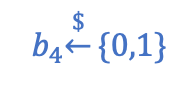 b₄ ←$ {0,1}